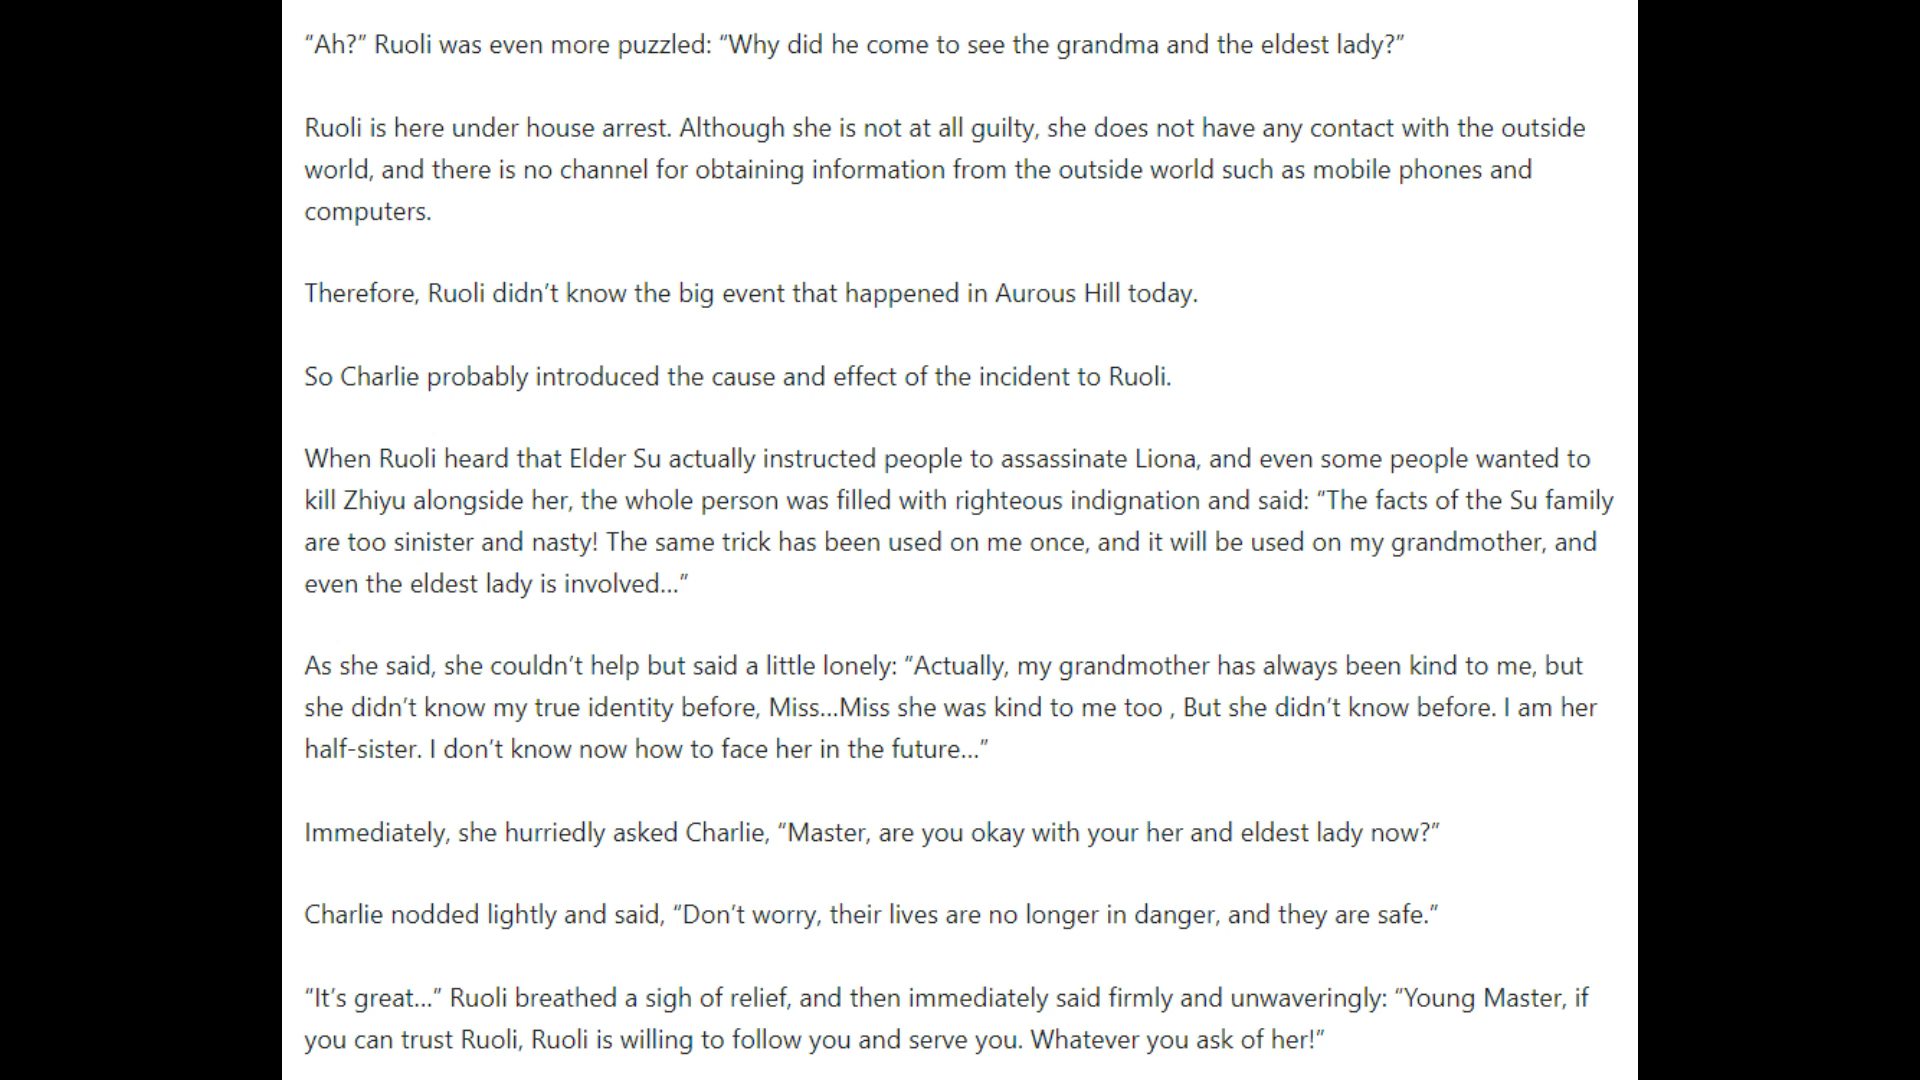 “Ah?” Ruoli was even more puzzled: “Why did he come to see the grandma and the eldest lady?”
Ruoli is here under house arrest. Although she is not at all guilty, she does not have any contact with the outside
world, and there is no channel for obtaining information from the outside world such as mobile phones and
computers.
Therefore, Ruoli didn’t know the big event that happened in Aurous Hill today.
So Charlie probably introduced the cause and effect of the incident to Ruoli.
When Ruoli heard that Elder Su actually instructed people to assassinate Liona, and even some people wanted to
kill Zhiyu alongside her, the whole person was filled with righteous indignation and said: “The facts of the Su family
are too sinister and nasty! The same trick has been used on me once, and it will be used on my grandmother, and
even the eldest lady is involved…”
As she said, she couldn’t help but said a little lonely: “Actually, my grandmother has always been kind to me, but
she didn’t know my true identity before, Miss…Miss she was kind to me too , But she didn’t know before. I am her
half-sister. I don’t know now how to face her in the future…”
Immediately, she hurriedly asked Charlie, “Master, are you okay with your her and eldest lady now?”
Charlie nodded lightly and said, “Don’t worry, their lives are no longer in danger, and they are safe.”
“It’s great…” Ruoli breathed a sigh of relief, and then immediately said firmly and unwaveringly: “Young Master, if
you can trust Ruoli, Ruoli is willing to follow you and serve you. Whatever you ask of her!”